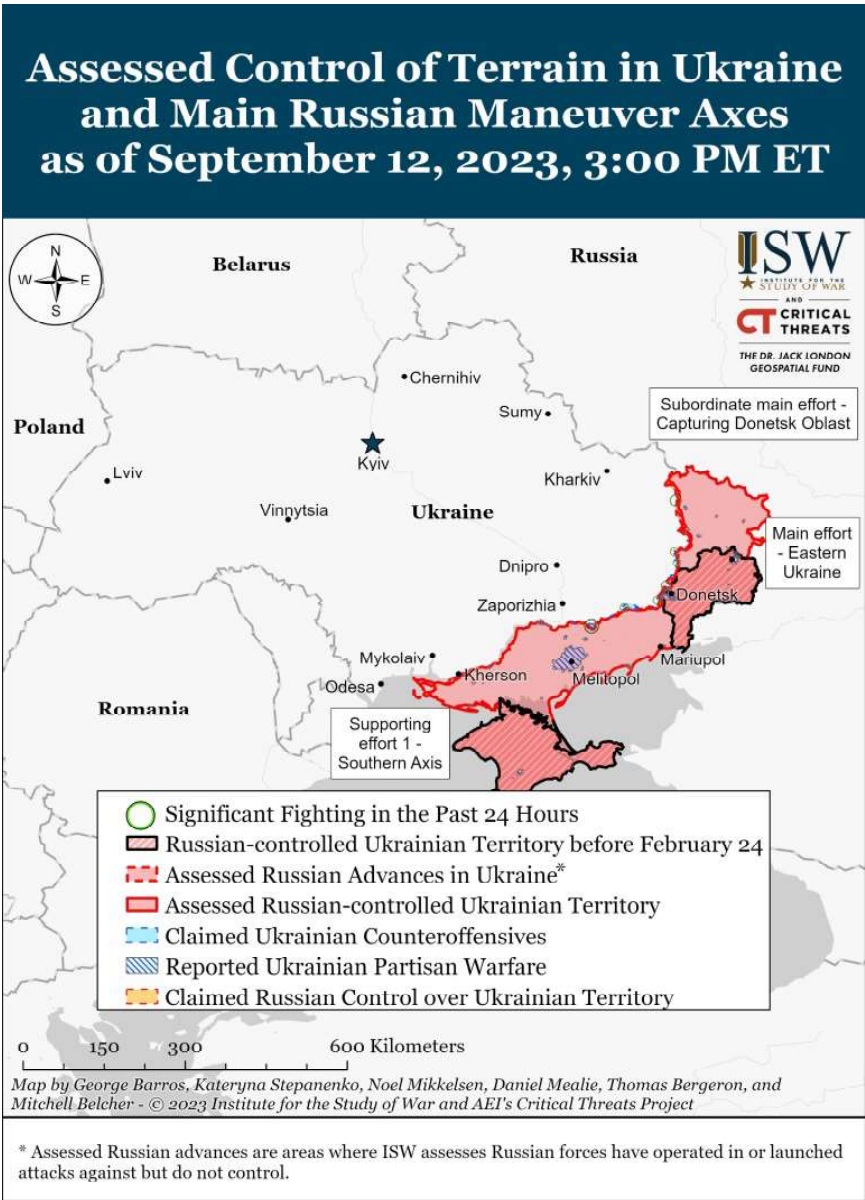 Assessed Control of Terrain in Ukraine
and Main Russian Maneuver Axes
as of September 12, 2023, 3:00 PM ET
N
W
E
S
Belarus
Russia
ISW
INSTITUTE FOR THE
STUDY OF WAR
AND
CT CRITICAL
THREATS
THE DR. JACK LONDON
GEOSPATIAL FUND
Chernihiv
Subordinate main effort -
Capturing Donetsk Oblast
Sumy
Poland
Kyiv
Lviv
Kharkiv
Vinnytsia
Ukraine
Main effort
- Eastern
Ukraine
Dnipro
Donetsk
Zaporizhia
Mykolaiv
Mariupol
Kherson
Melitopol
Odesa
Romania
Supporting
effort 1 -
Southern Axis
Significant Fighting in the Past 24 Hours
Russian-controlled Ukrainian Territory before February 24
Assessed Russian Advances in Ukraine*
Assessed Russian-controlled Ukrainian Territory
Claimed Ukrainian Counteroffensives
Reported Ukrainian Partisan Warfare
Claimed Russian Control over Ukrainian Territory
0 150 300 600 Kilometers
Map by George Barros, Kateryna Stepanenko, Noel Mikkelsen, Daniel Mealie, Thomas Bergeron, and
Mitchell Belcher - © 2023 Institute for the Study of War and AEI's Critical Threats Project
* Assessed Russian advances are areas where ISW assesses Russian forces have operated in or launched
attacks against but do not control.